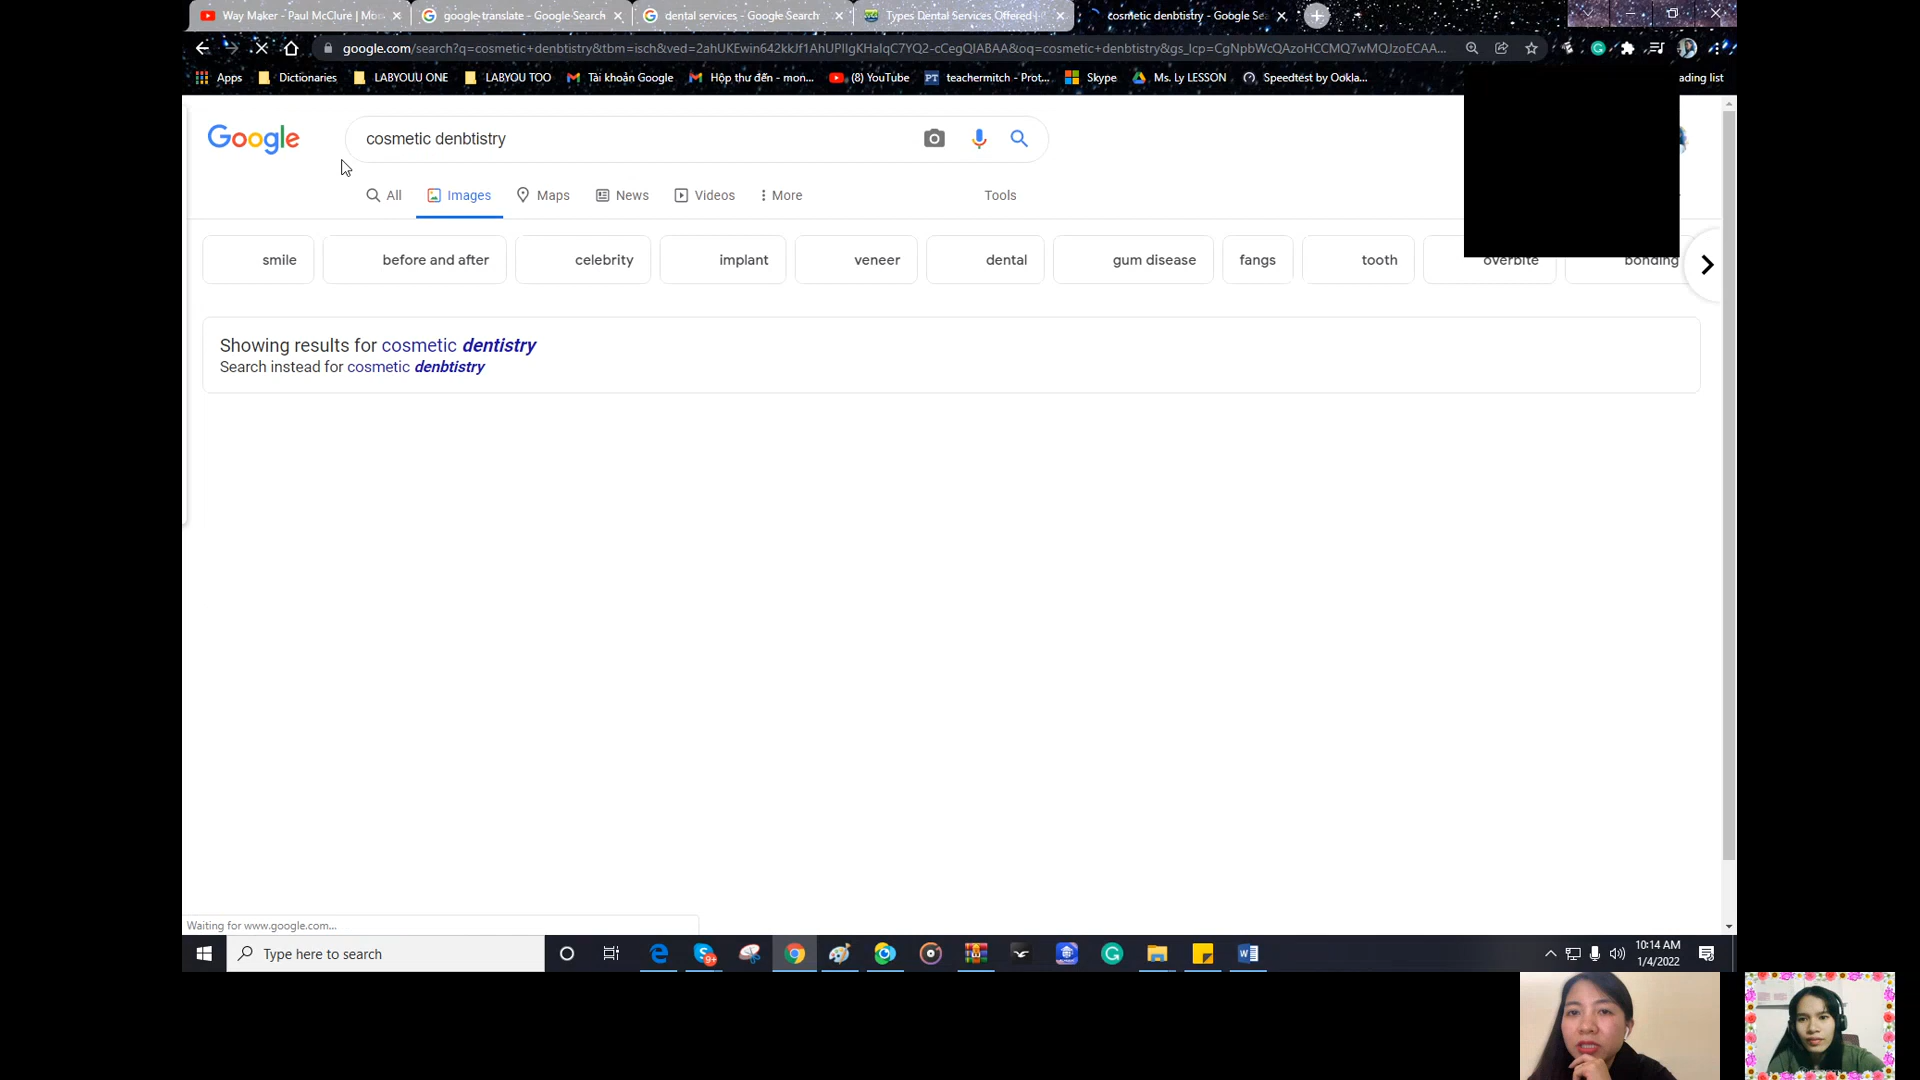 Way Maker - Paul McClure | Mor
google translate - Google Search
dental services - Google Search
Types Dental Services Offered |
cosmetic denbtistry - Google Se
google.com/search?q=cosmetic+denbtistry&tbm=isch&ved=2ahUKEwin642kkJf1AhUPIlgKHalqC7YQ2-cCegQIABAA&oq=cosmetic+denbtistry&gs_lcp=CgNpbWcQAzoHCCMQ7wMQJzoECAA...
Apps
Dictionaries
LABYOUU ONE
LABYOU TOO
Tài khoản Google
Hộp thư đến - mon...
(8) YouTube
PT teachermitch - Prot...
Skype
Ms. Ly LESSON
Speedtest by Ookla...
ading list
Google
cosmetic denbtistry
All
Images
Maps
News
Videos
More
Tools
smile
before and after
celebrity
implant
veneer
dental
gum disease
fangs
tooth
overbite
bonding
Showing results for cosmetic dentistry
Search instead for cosmetic denbtistry
Waiting for www.google.com...
Type here to search
9+
10:14 AM
1/4/2022